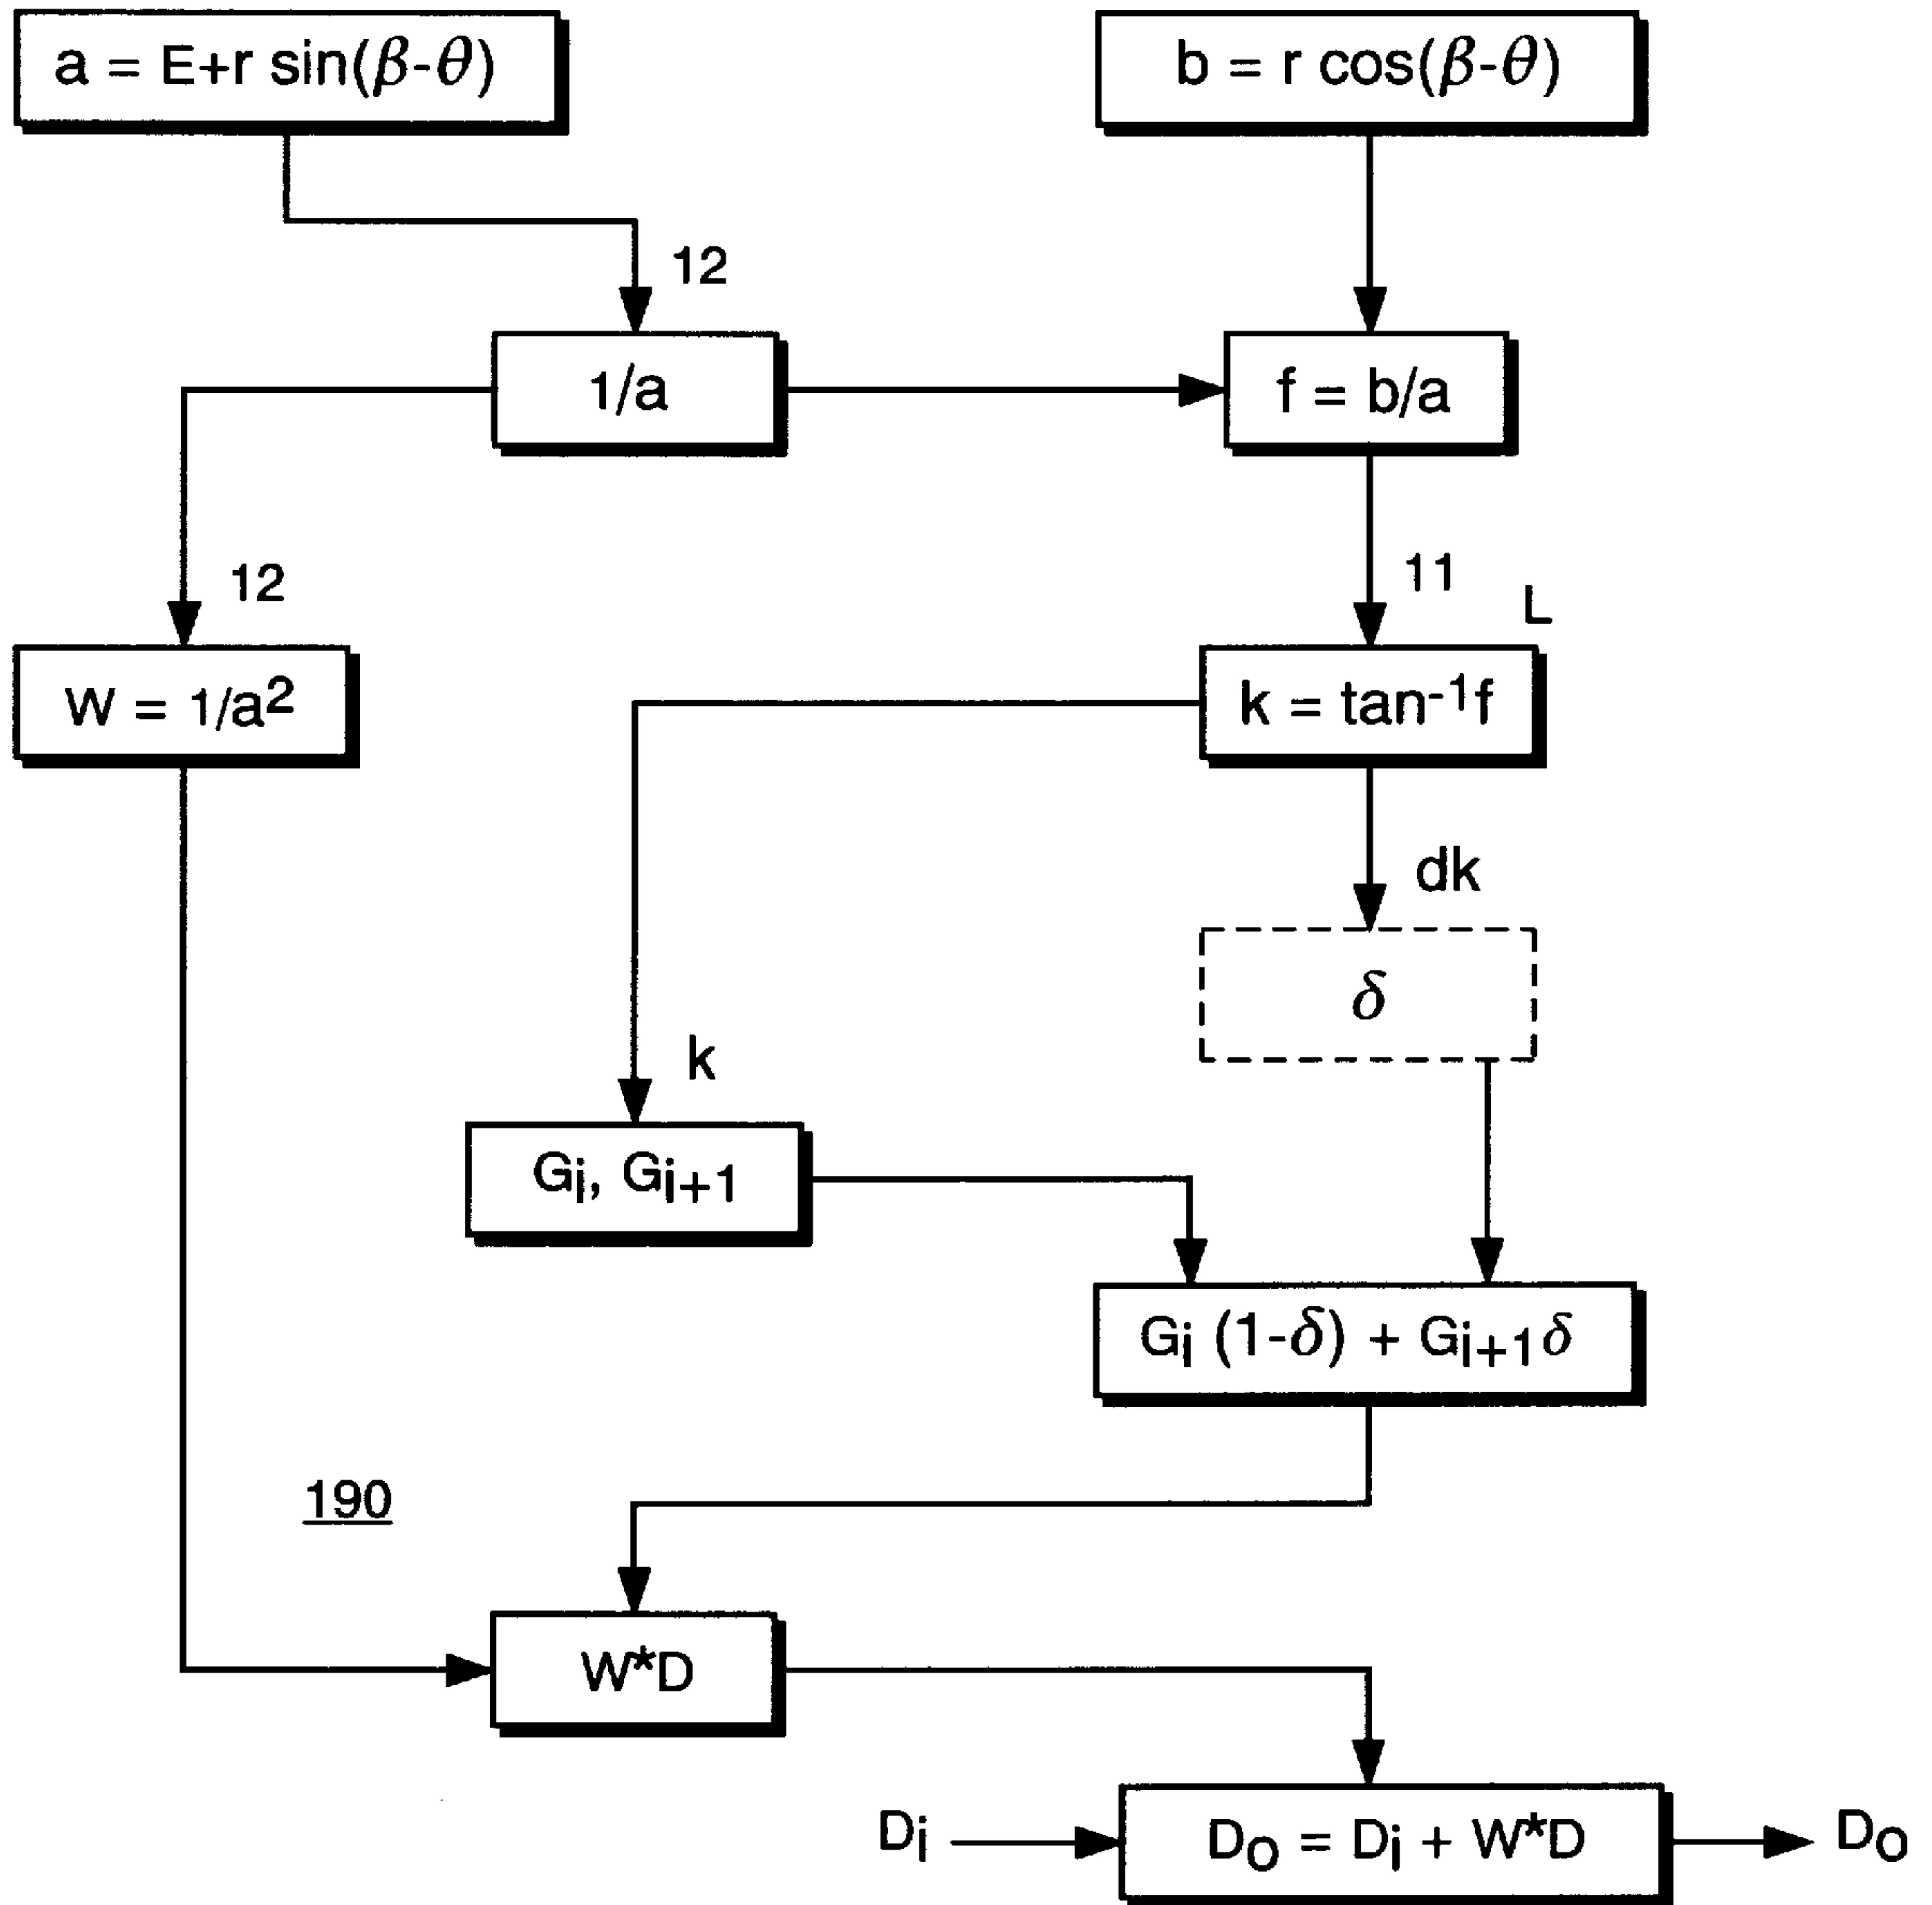 a = E+r sin(β-θ)
b = r cos(β-θ)
12
1/a
f = b/a
12
11
L
W = 1/a²
k = tan⁻¹f
dk
δ
k
Gi, Gi+1
Gi (1-δ) + Gi+1δ
190
W*D
Di
Do = Di + W*D
Do